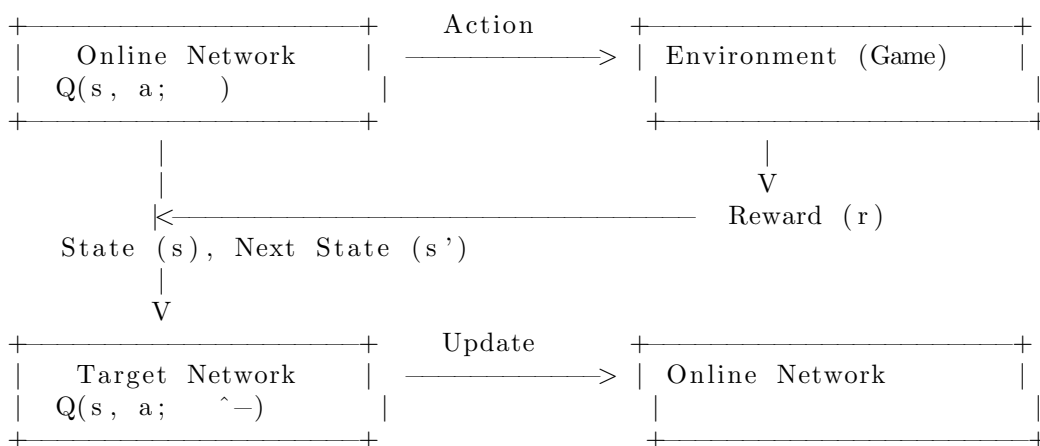 Action
Online Network
Environment (Game)
Q(s, a; )
V
Reward (r)
State (s), Next State (s')
V
Update
Target Network
Online Network
Q(s, a; ^-)